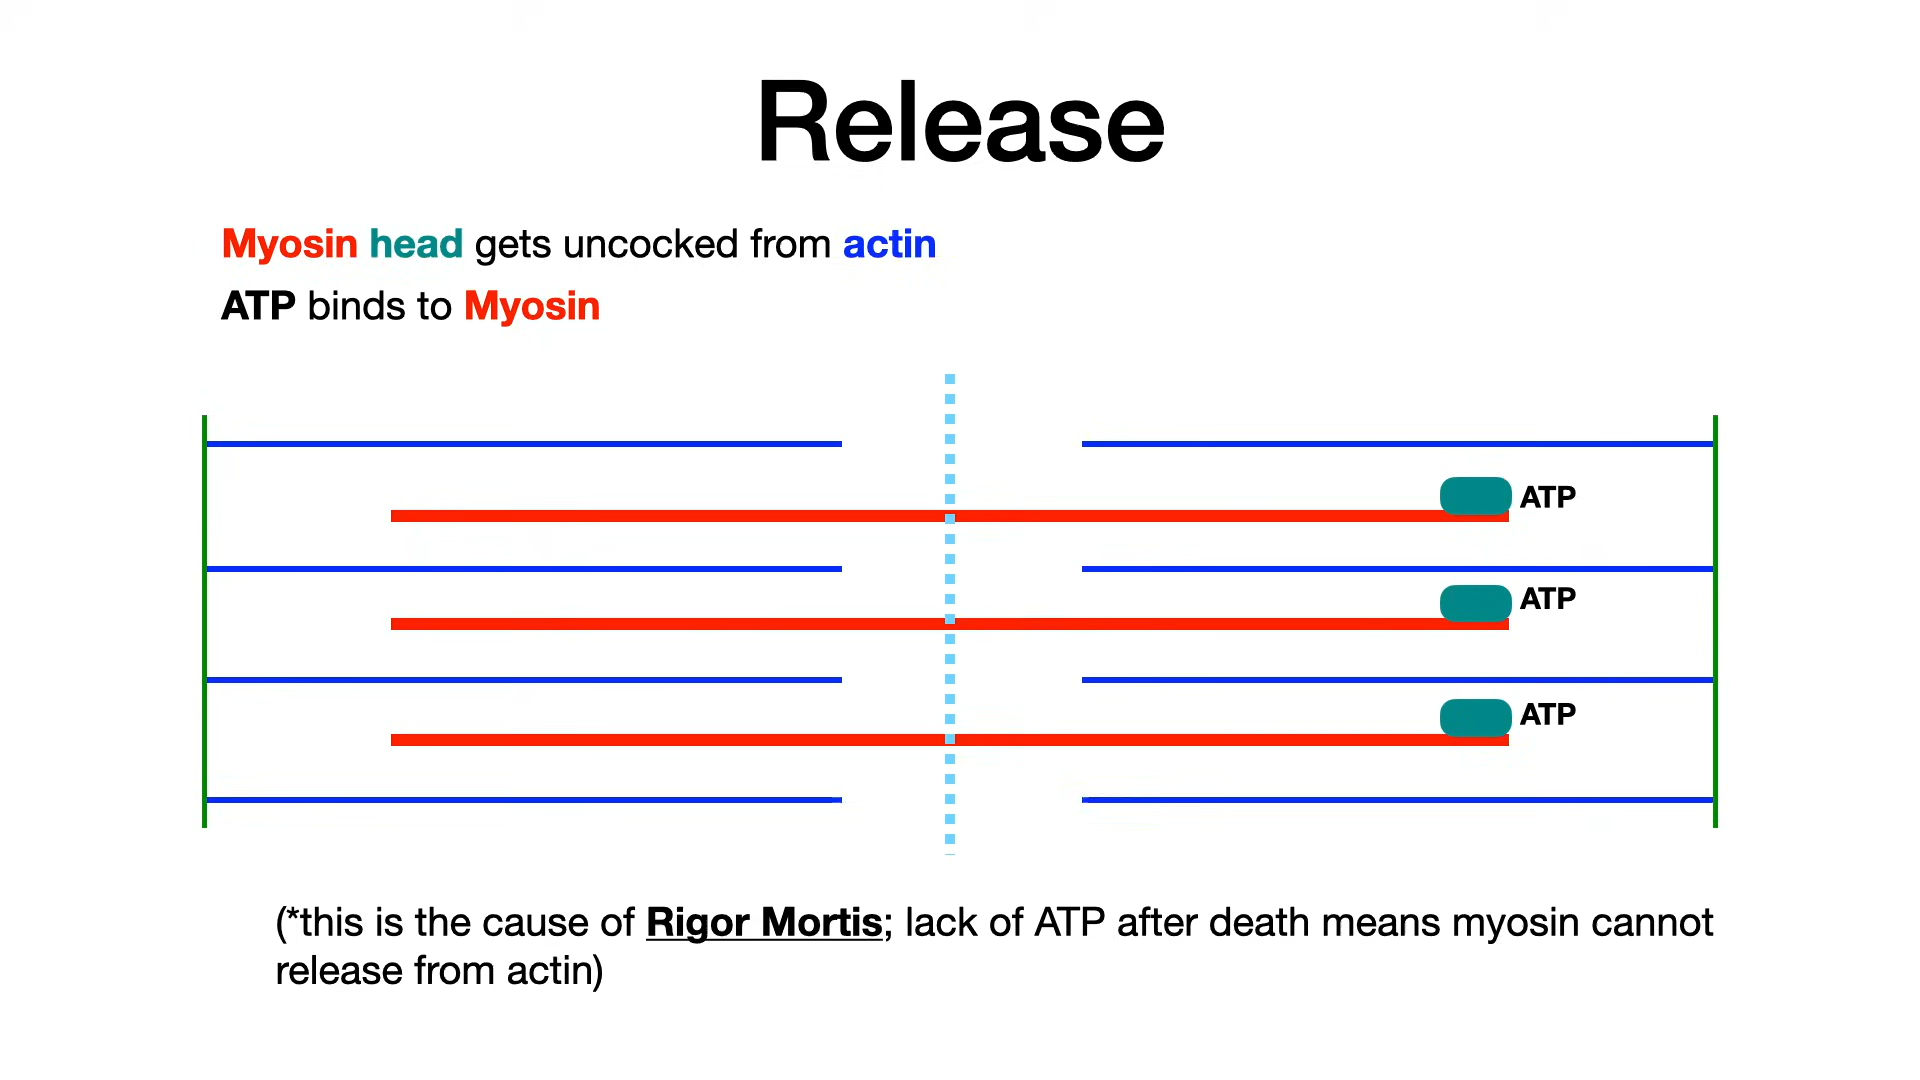 Release
Myosin head gets uncocked from actin
ATP binds to Myosin
ATP
ATP
ATP
(*this is the cause of Rigor Mortis; lack of ATP after death means myosin cannot
release from actin)